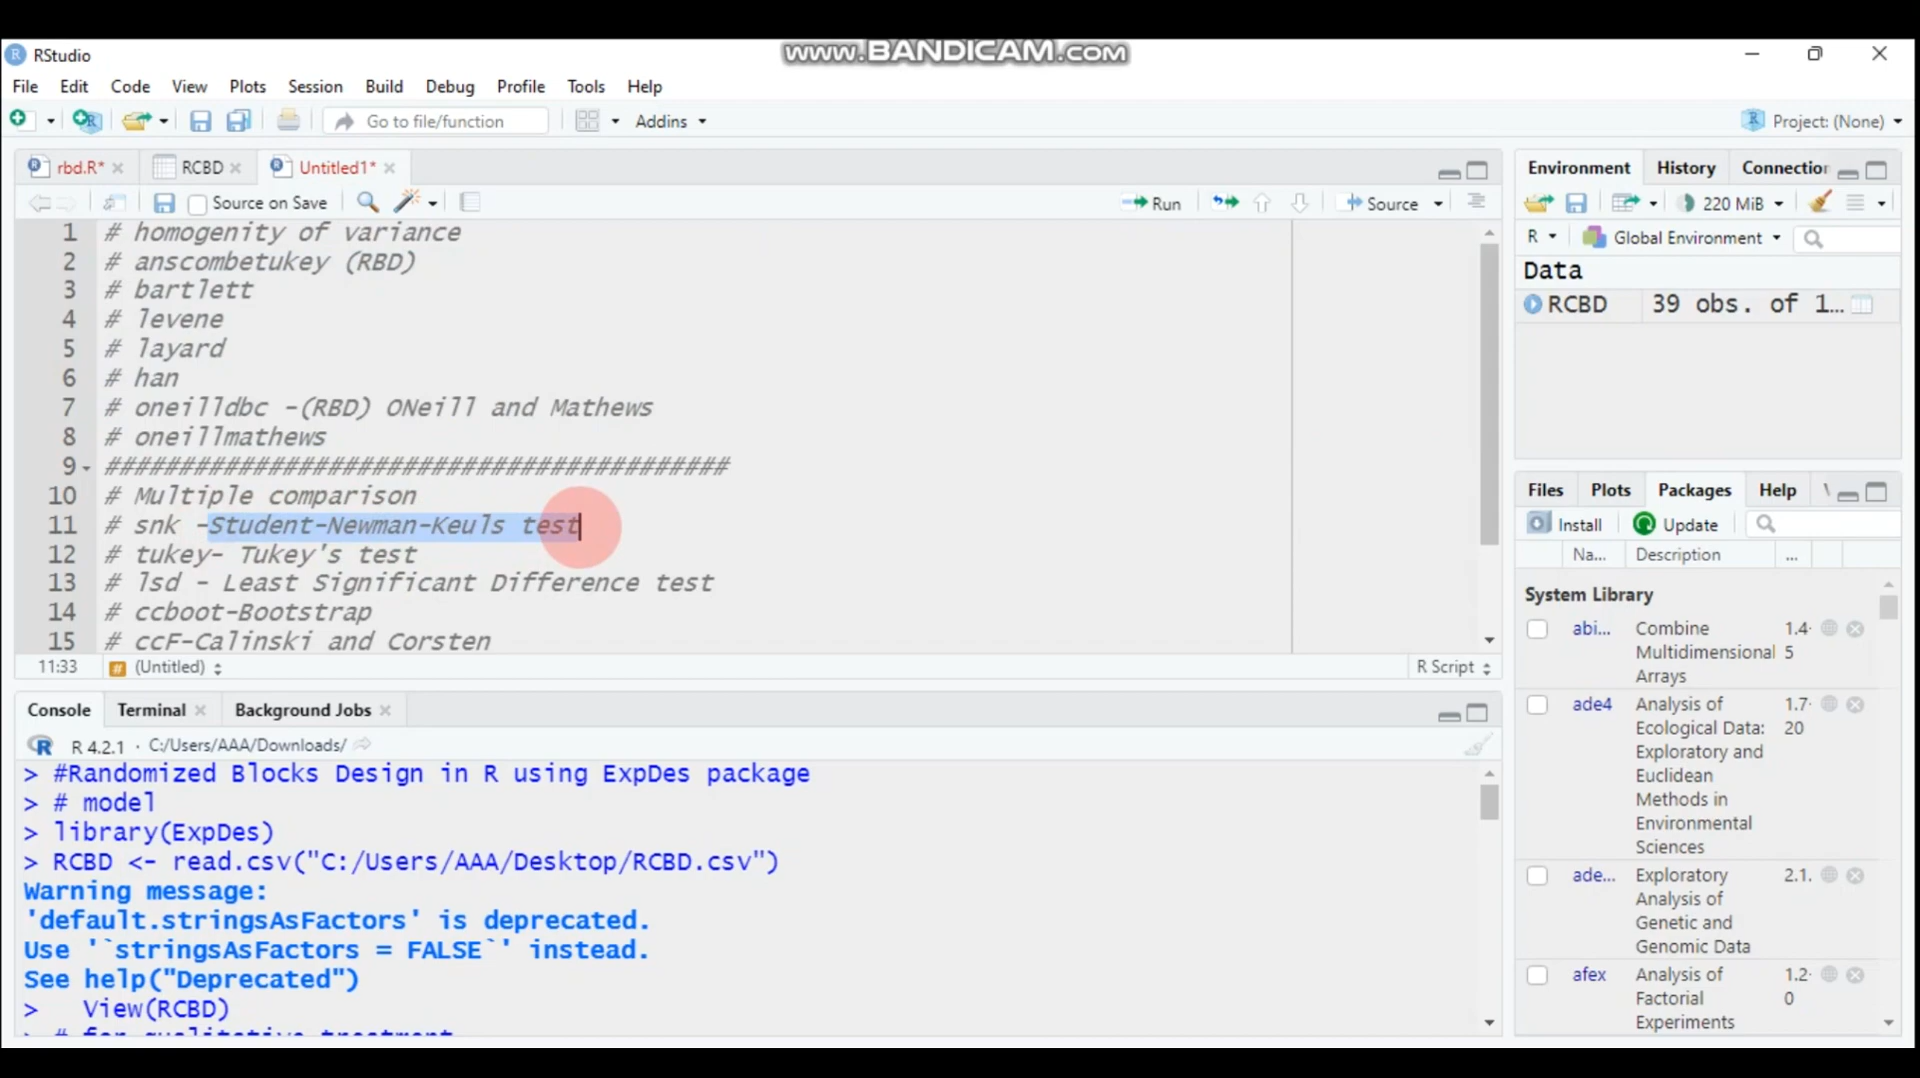 www.BANDICAM.com
RStudio
File Edit Code View Plots Session Build Debug Profile Tools Help
Go to file/function Addins Project: (None)
rbd.R* RCBD Untitled1*
Source on Save Run Source
1 # homogenity of variance
2 # anscombetukey (RBD)
3 # bartlett
4 # levene
5 # layard
6 # han
7 # oneilldbc -(RBD) ONeill and Mathews
8 # oneillmathews
9 ##########################################
10 # Multiple comparison
11 # snk -Student-Newman-Keuls test
12 # tukey- Tukey's test
13 # lsd - Least Significant Difference test
14 # ccboot-Bootstrap
15 # ccF-Calinski and Corsten
11:33 # (Untitled) R Script
Console Terminal Background Jobs
R R 4.2.1 · C:/Users/AAA/Downloads/
> #Randomized Blocks Design in R using ExpDes package
> # model
> library(ExpDes)
> RCBD <- read.csv("C:/Users/AAA/Desktop/RCBD.csv")
Warning message:
'default.stringsAsFactors' is deprecated.
Use '`stringsAsFactors = FALSE`' instead.
See help("Deprecated")
> View(RCBD)
> # for qualitative treatment
Environment History Connection
220 MiB
R Global Environment
Data
RCBD 39 obs. of 1...
Files Plots Packages Help
Install Update
Na... Description ...
System Library
abi... Combine Multidimensional Arrays 1.4-5
ade4 Analysis of Ecological Data: Exploratory and Euclidean Methods in Environmental Sciences 1.7-20
ade... Exploratory Analysis of Genetic and Genomic Data 2.1.
afex Analysis of Factorial Experiments 1.2-0